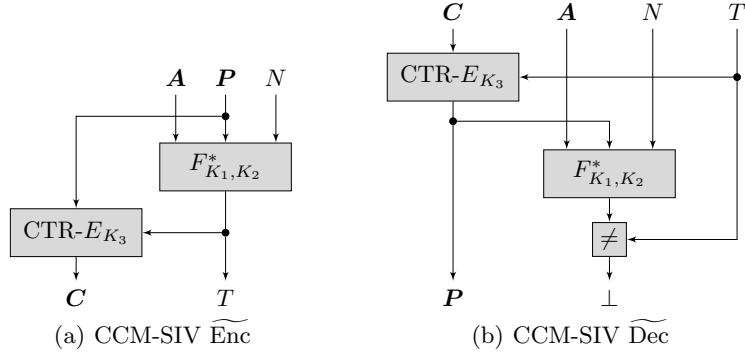 A P N
F*K1,K2
CTR-EK3
C T
(a) CCM-SIV Enc~
C A N T
CTR-EK3
F*K1,K2
≠
P ⊥
(b) CCM-SIV Dec~